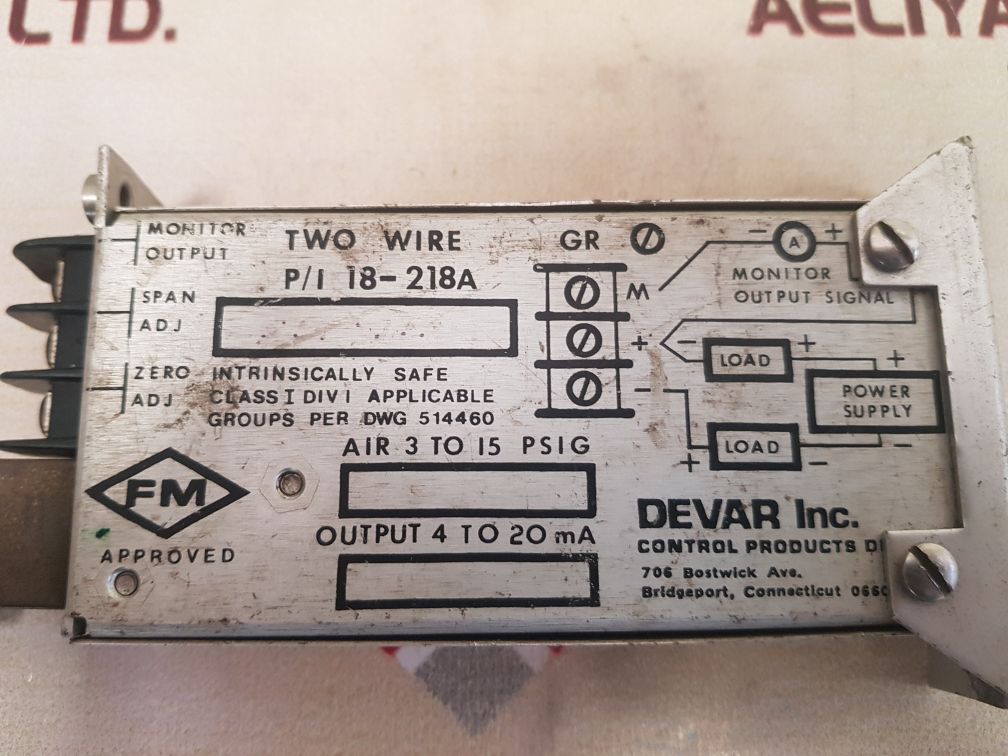 LTD.
MONITOR
OUTPUT
TWO WIRE
P/I 18-218A
SPAN
ADJ
ZERO
ADJ
INTRINSICALLY SAFE
CLASS I DIV I APPLICABLE
GROUPS PER DWG 514460
AIR 3 TO 15 PSIG
FM
APPROVED
OUTPUT 4 TO 20 mA
GR
M
+
-
- A +
MONITOR
OUTPUT SIGNAL
- LOAD +
+
POWER
SUPPLY
-
+ LOAD -
DEVAR Inc.
CONTROL PRODUCTS
706 Bostwick Ave.
Bridgeport, Connecticut